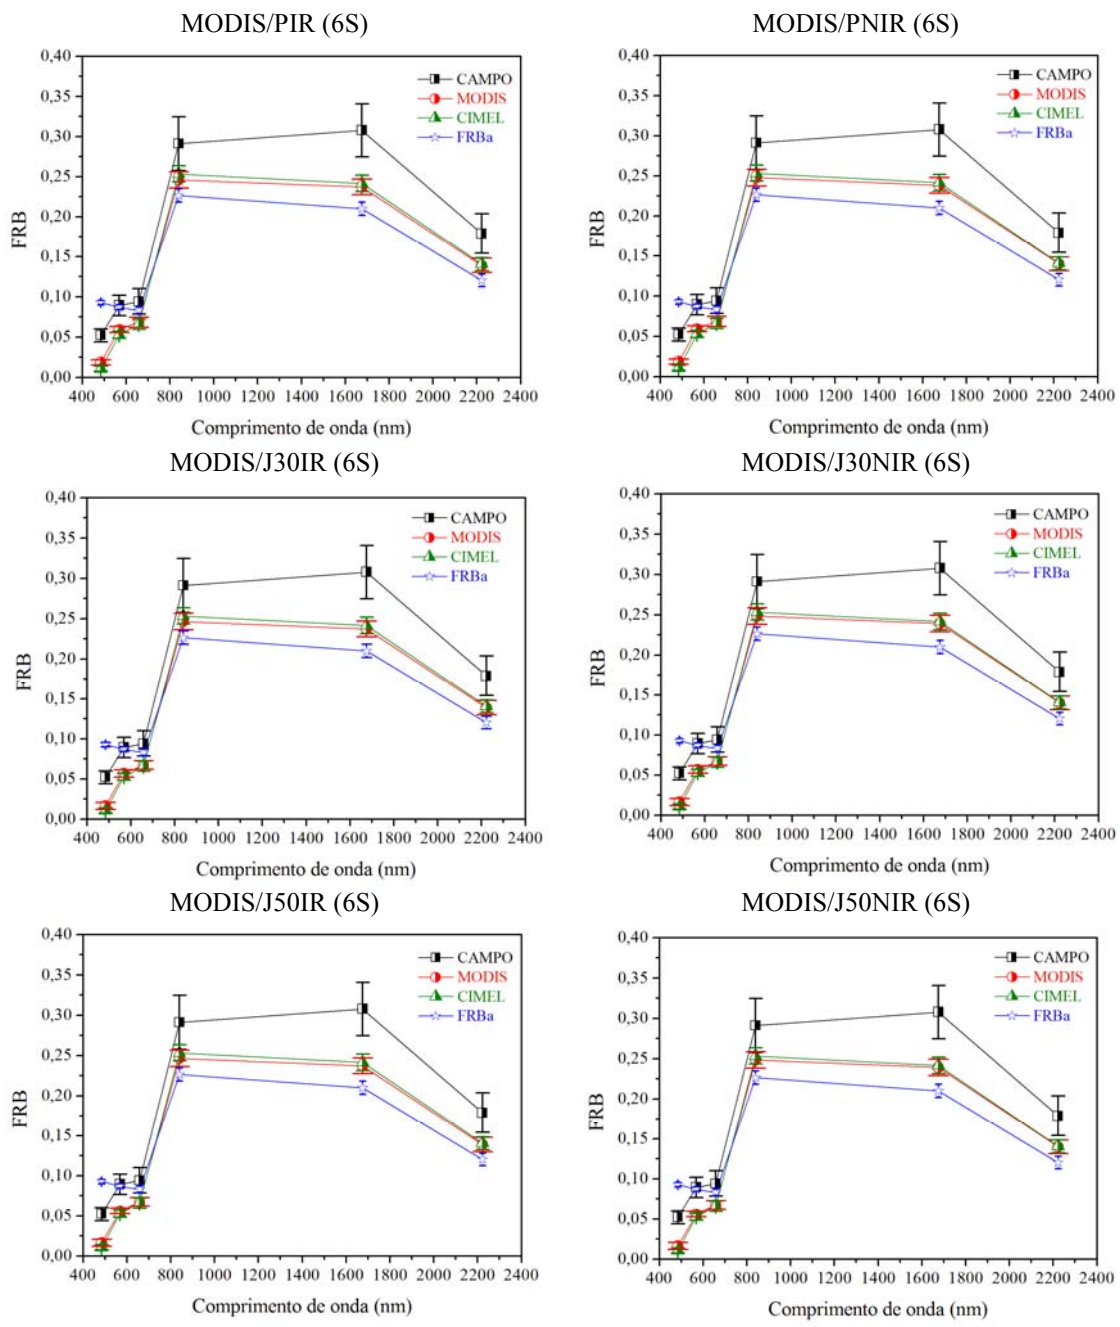 MODIS/PIR (6S)
0,40
0,35
0,30
0,25
0,20
0,15
0,10
0,05
0,00
FRB
CAMPO
MODIS
CIMEL
FRBa
400 600 800 1000 1200 1400 1600 1800 2000 2200 2400
Comprimento de onda (nm)
MODIS/PNIR (6S)
0,40
0,35
0,30
0,25
0,20
0,15
0,10
0,05
0,00
FRB
CAMPO
MODIS
CIMEL
FRBa
400 600 800 1000 1200 1400 1600 1800 2000 2200 2400
Comprimento de onda (nm)
MODIS/J30IR (6S)
0,40
0,35
0,30
0,25
0,20
0,15
0,10
0,05
0,00
FRB
CAMPO
MODIS
CIMEL
FRBa
400 600 800 1000 1200 1400 1600 1800 2000 2200 2400
Comprimento de onda (nm)
MODIS/J30NIR (6S)
0,40
0,35
0,30
0,25
0,20
0,15
0,10
0,05
0,00
FRB
CAMPO
MODIS
CIMEL
FRBa
400 600 800 1000 1200 1400 1600 1800 2000 2200 2400
Comprimento de onda (nm)
MODIS/J50IR (6S)
0,40
0,35
0,30
0,25
0,20
0,15
0,10
0,05
0,00
FRB
CAMPO
MODIS
CIMEL
FRBa
400 600 800 1000 1200 1400 1600 1800 2000 2200 2400
Comprimento de onda (nm)
MODIS/J50NIR (6S)
0,40
0,35
0,30
0,25
0,20
0,15
0,10
0,05
0,00
FRB
CAMPO
MODIS
CIMEL
FRBa
400 600 800 1000 1200 1400 1600 1800 2000 2200 2400
Comprimento de onda (nm)